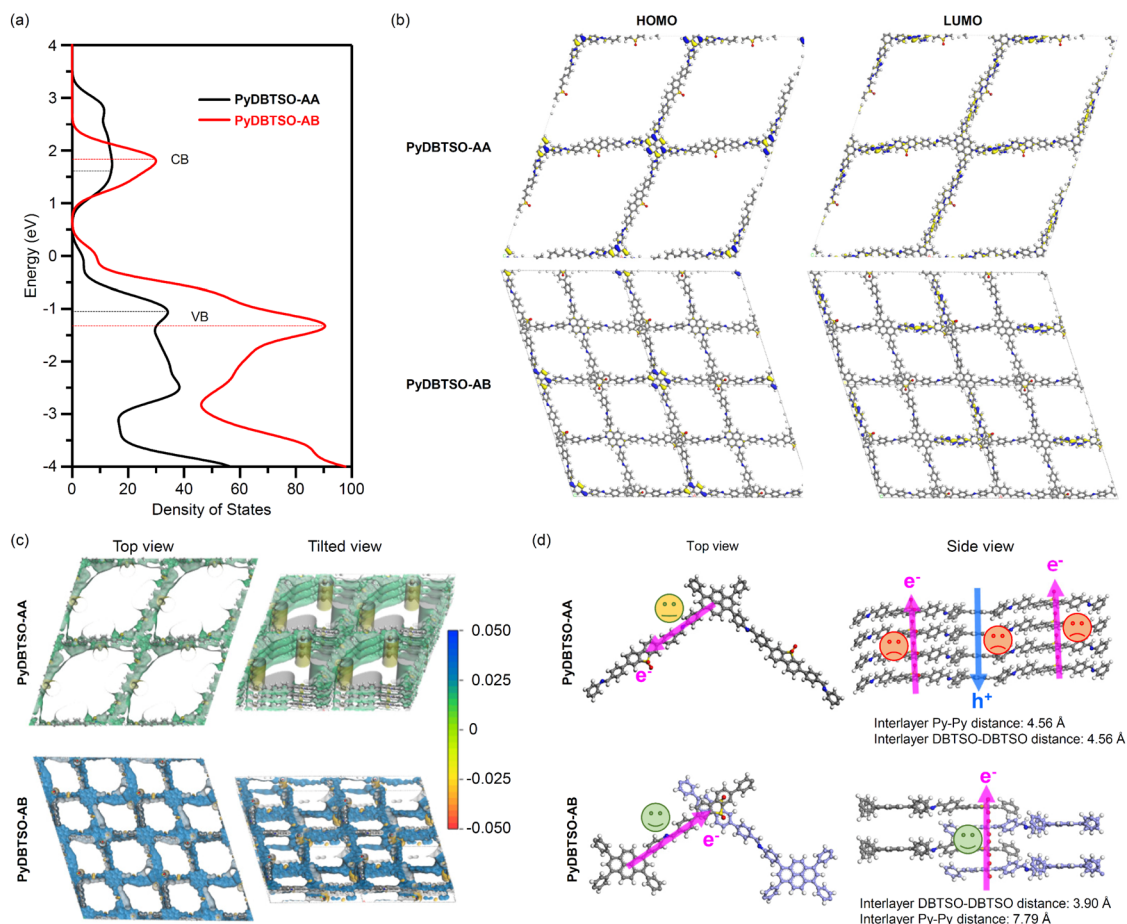 (a)
4
3
2
1
0
-1
-2
-3
-4
Energy (eV)
PyDBTSO-AA
PyDBTSO-AB
CB
VB
0 20 40 60 80 100
Density of States
(b)
HOMO LUMO
PyDBTSO-AA
PyDBTSO-AB
(c)
Top view Tilted view
PyDBTSO-AA
PyDBTSO-AB
0.050
0.025
0
-0.025
-0.050
(d)
Top view Side view
PyDBTSO-AA
e-
e- e-
h+
Interlayer Py-Py distance: 4.56 Å
Interlayer DBTSO-DBTSO distance: 4.56 Å
PyDBTSO-AB
e-
e-
Interlayer DBTSO-DBTSO distance: 3.90 Å
Interlayer Py-Py distance: 7.79 Å